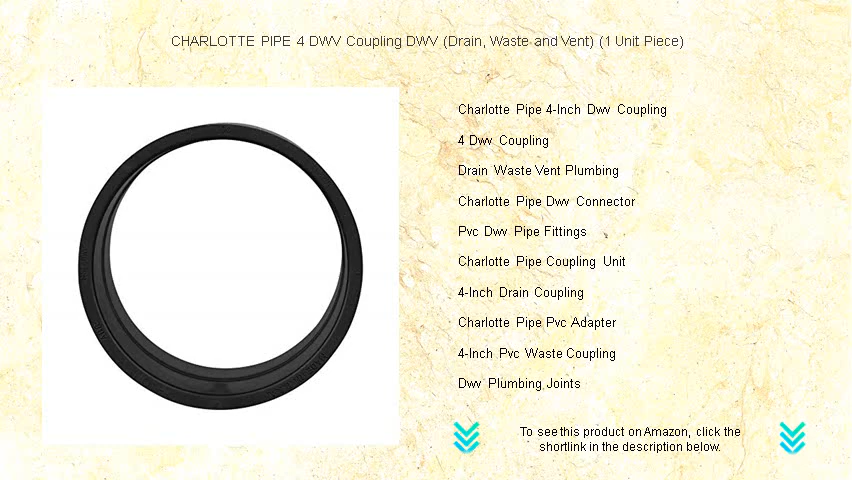 CHARLOTTE PIPE 4 DWV Coupling DWV (Drain, Waste and Vent) (1 Unit Piece)
Charlotte Pipe 4-Inch Dwv Coupling
4 Dwv Coupling
Drain Waste Vent Plumbing
Charlotte Pipe Dwv Connector
Pvc Dwv Pipe Fittings
Charlotte Pipe Coupling Unit
4-Inch Drain Coupling
Charlotte Pipe Pvc Adapter
4-Inch Pvc Waste Coupling
Dwv Plumbing Joints
To see this product on Amazon, click the
shortlink in the description below.